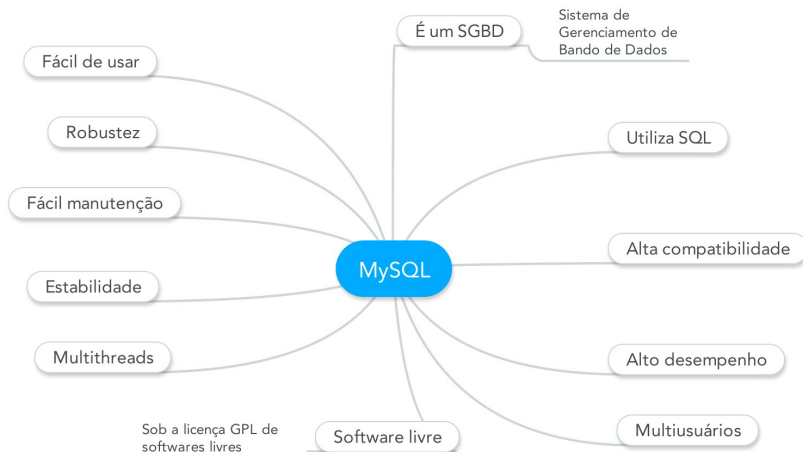 É um SGBD
Sistema de
Gerenciamento de
Bando de Dados
Fácil de usar
Robustez
Utiliza SQL
Fácil manutenção
Alta compatibilidade
MySQL
Estabilidade
Multithreads
Alto desempenho
Sob a licença GPL de
softwares livres
Software livre
Multiusuários